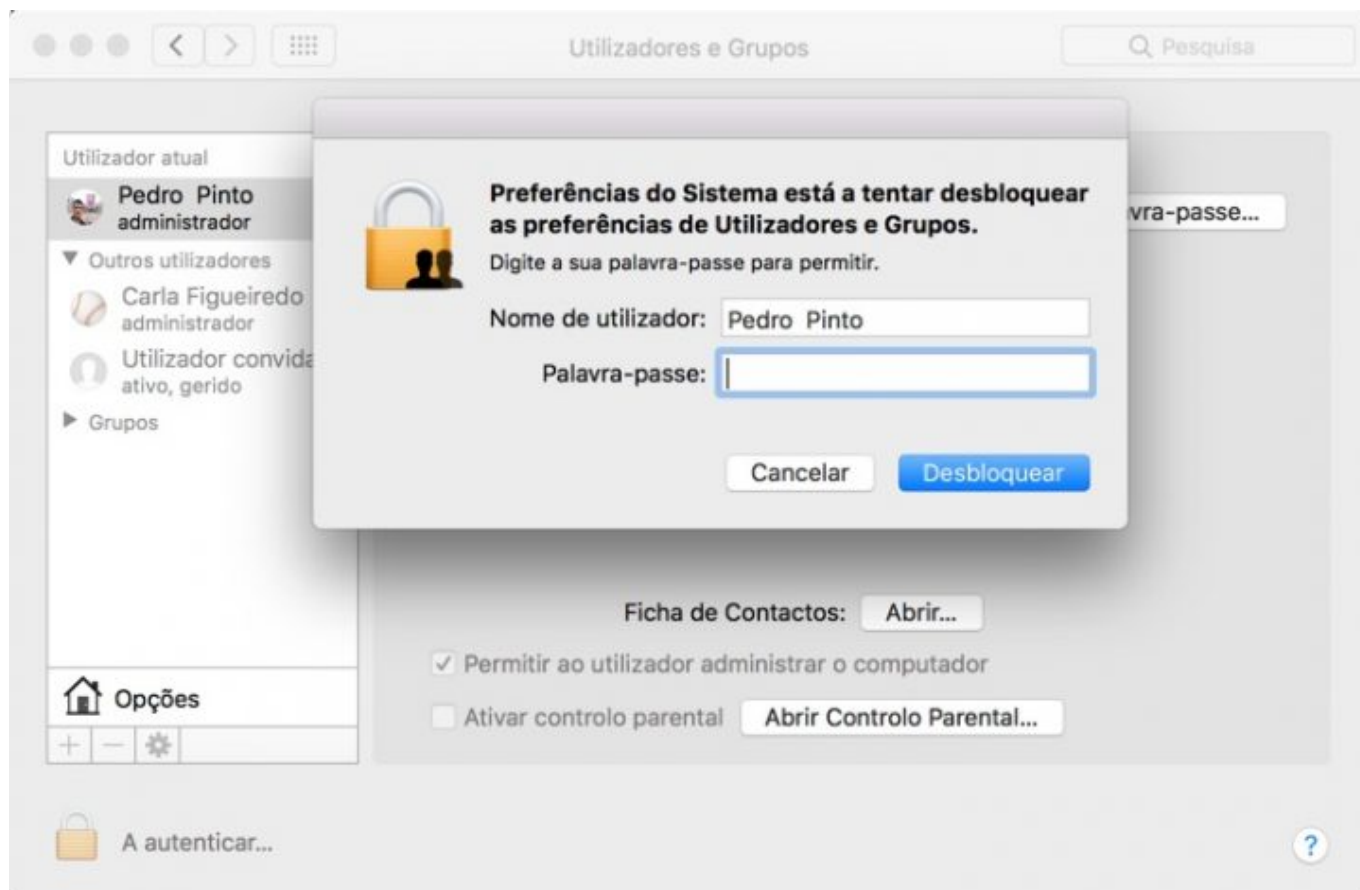 Utilizadores e Grupos
Pesquisa
Utilizador atual
Pedro Pinto
administrador
Outros utilizadores
Carla Figueiredo
administrador
Utilizador convida
ativo, gerido
Grupos
Opções
A autenticar...
Preferências do Sistema está a tentar desbloquear
as preferências de Utilizadores e Grupos.
Digite a sua palavra-passe para permitir.
Nome de utilizador: Pedro Pinto
Palavra-passe:
Cancelar Desbloquear
vra-passe...
Ficha de Contactos: Abrir...
Permitir ao utilizador administrar o computador
Ativar controlo parental Abrir Controlo Parental...
?